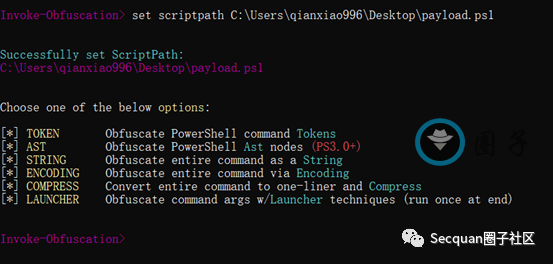 Invoke-Obfuscation> set scriptpath C:\Users\qianxiao996\Desktop\payload.ps1
Successfully set ScriptPath:
C:\Users\qianxiao996\Desktop\payload.ps1
Choose one of the below options:
[*] TOKEN Obfuscate PowerShell command Tokens
[*] AST Obfuscate PowerShell Ast nodes (PS3.0+)
[*] STRING Obfuscate entire command as a String
[*] ENCODING Obfuscate entire command via Encoding
[*] COMPRESS Convert entire command to one-liner and Compress
[*] LAUNCHER Obfuscate command args w/Launcher techniques (run once at end)
圈子
Invoke-Obfuscation>
Secquan圈子社区